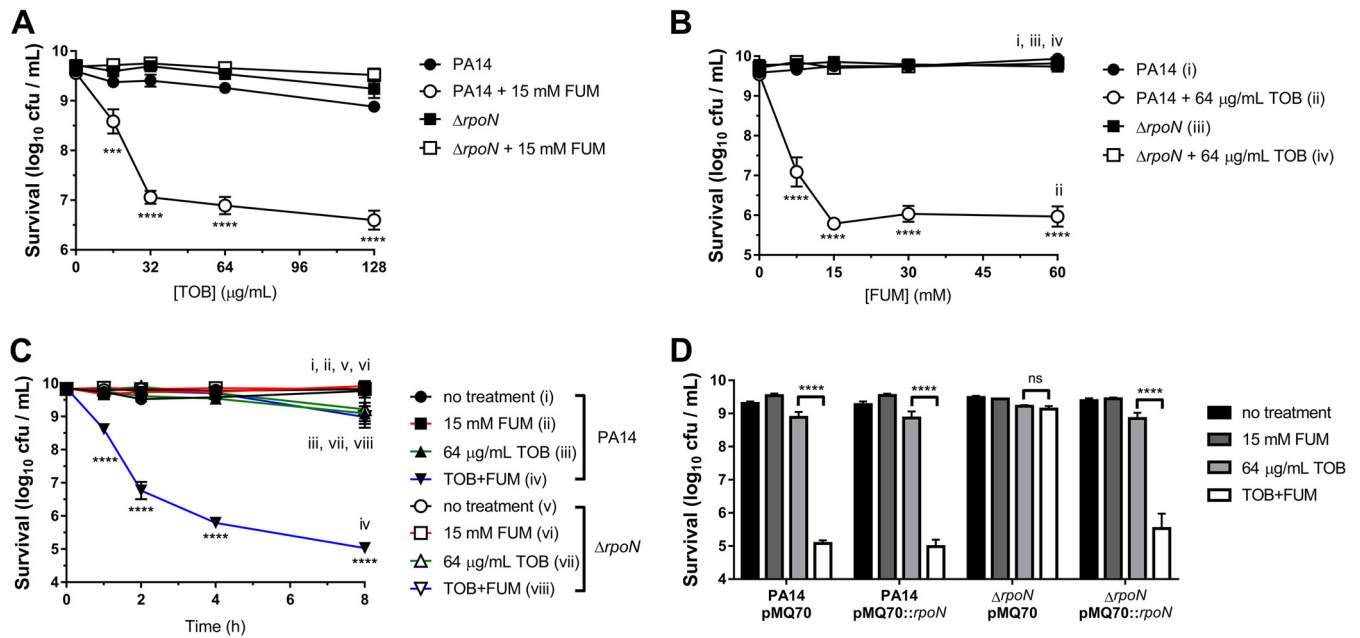 A
Survival (log10 cfu / mL)
10
9
8
7
6
0
32
64
96
128
[TOB] (μg/mL)
***
****
****
****
PA14
PA14 + 15 mM FUM
ΔrpoN
ΔrpoN + 15 mM FUM
B
Survival (log10 cfu / mL)
10
9
8
7
6
5
0
15
30
45
60
[FUM] (mM)
i, iii, iv
ii
****
****
****
****
PA14 (i)
PA14 + 64 μg/mL TOB (ii)
ΔrpoN (iii)
ΔrpoN + 64 μg/mL TOB (iv)
C
Survival (log10 cfu / mL)
10
9
8
7
6
5
4
0
2
4
6
8
Time (h)
i, ii, v, vi
iii, vii, viii
iv
****
****
****
****
no treatment (i)
15 mM FUM (ii)
64 μg/mL TOB (iii)
TOB+FUM (iv)
PA14
no treatment (v)
15 mM FUM (vi)
64 μg/mL TOB (vii)
TOB+FUM (viii)
ΔrpoN
D
Survival (log10 cfu / mL)
10
9
8
7
6
5
4
****
****
ns
****
PA14
pMQ70
PA14
pMQ70::rpoN
ΔrpoN
pMQ70
ΔrpoN
pMQ70::rpoN
no treatment
15 mM FUM
64 μg/mL TOB
TOB+FUM